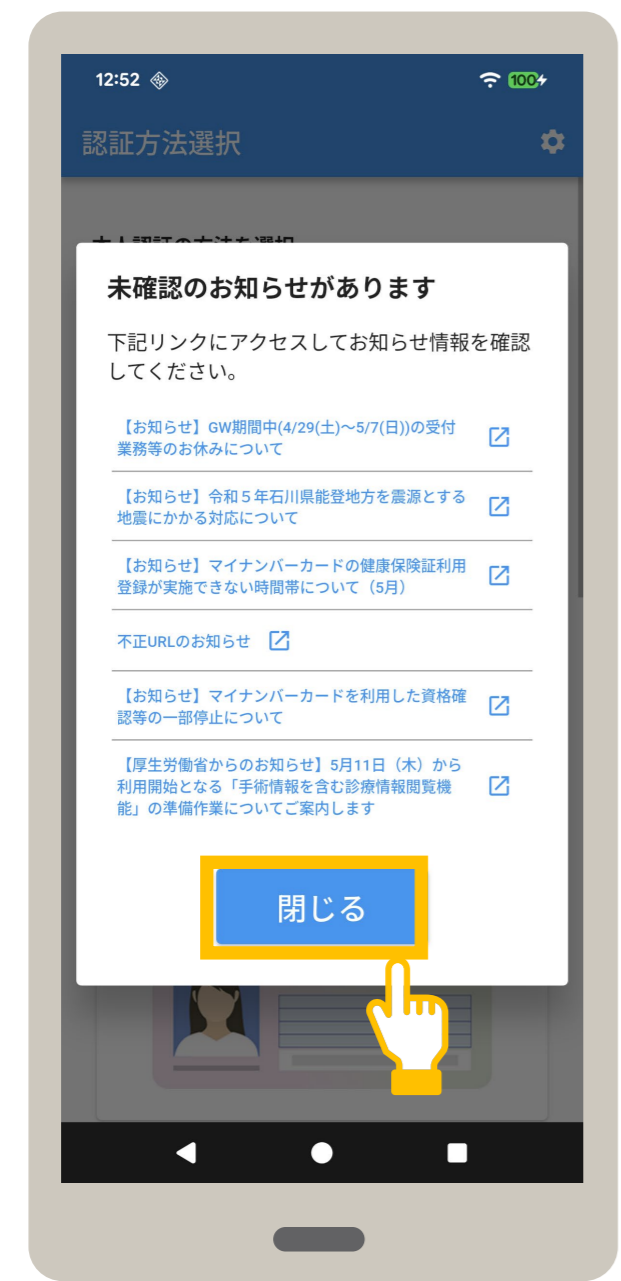 12:52
100
認証方法選択
本人認証の方法を選択
未確認のお知らせがあります
下記リンクにアクセスしてお知らせ情報を確認
してください。
【お知らせ】GW期間中(4/29(土)～5/7(日))の受付
業務等のお休みについて
【お知らせ】令和５年石川県能登地方を震源とする
地震にかかる対応について
【お知らせ】マイナンバーカードの健康保険証利用
登録が実施できない時間帯について（5月）
不正URLのお知らせ
【お知らせ】マイナンバーカードを利用した資格確
認等の一部停止について
【厚生労働省からのお知らせ】5月11日（木）から
利用開始となる「手術情報を含む診療情報閲覧機
能」の準備作業についてご案内します
閉じる